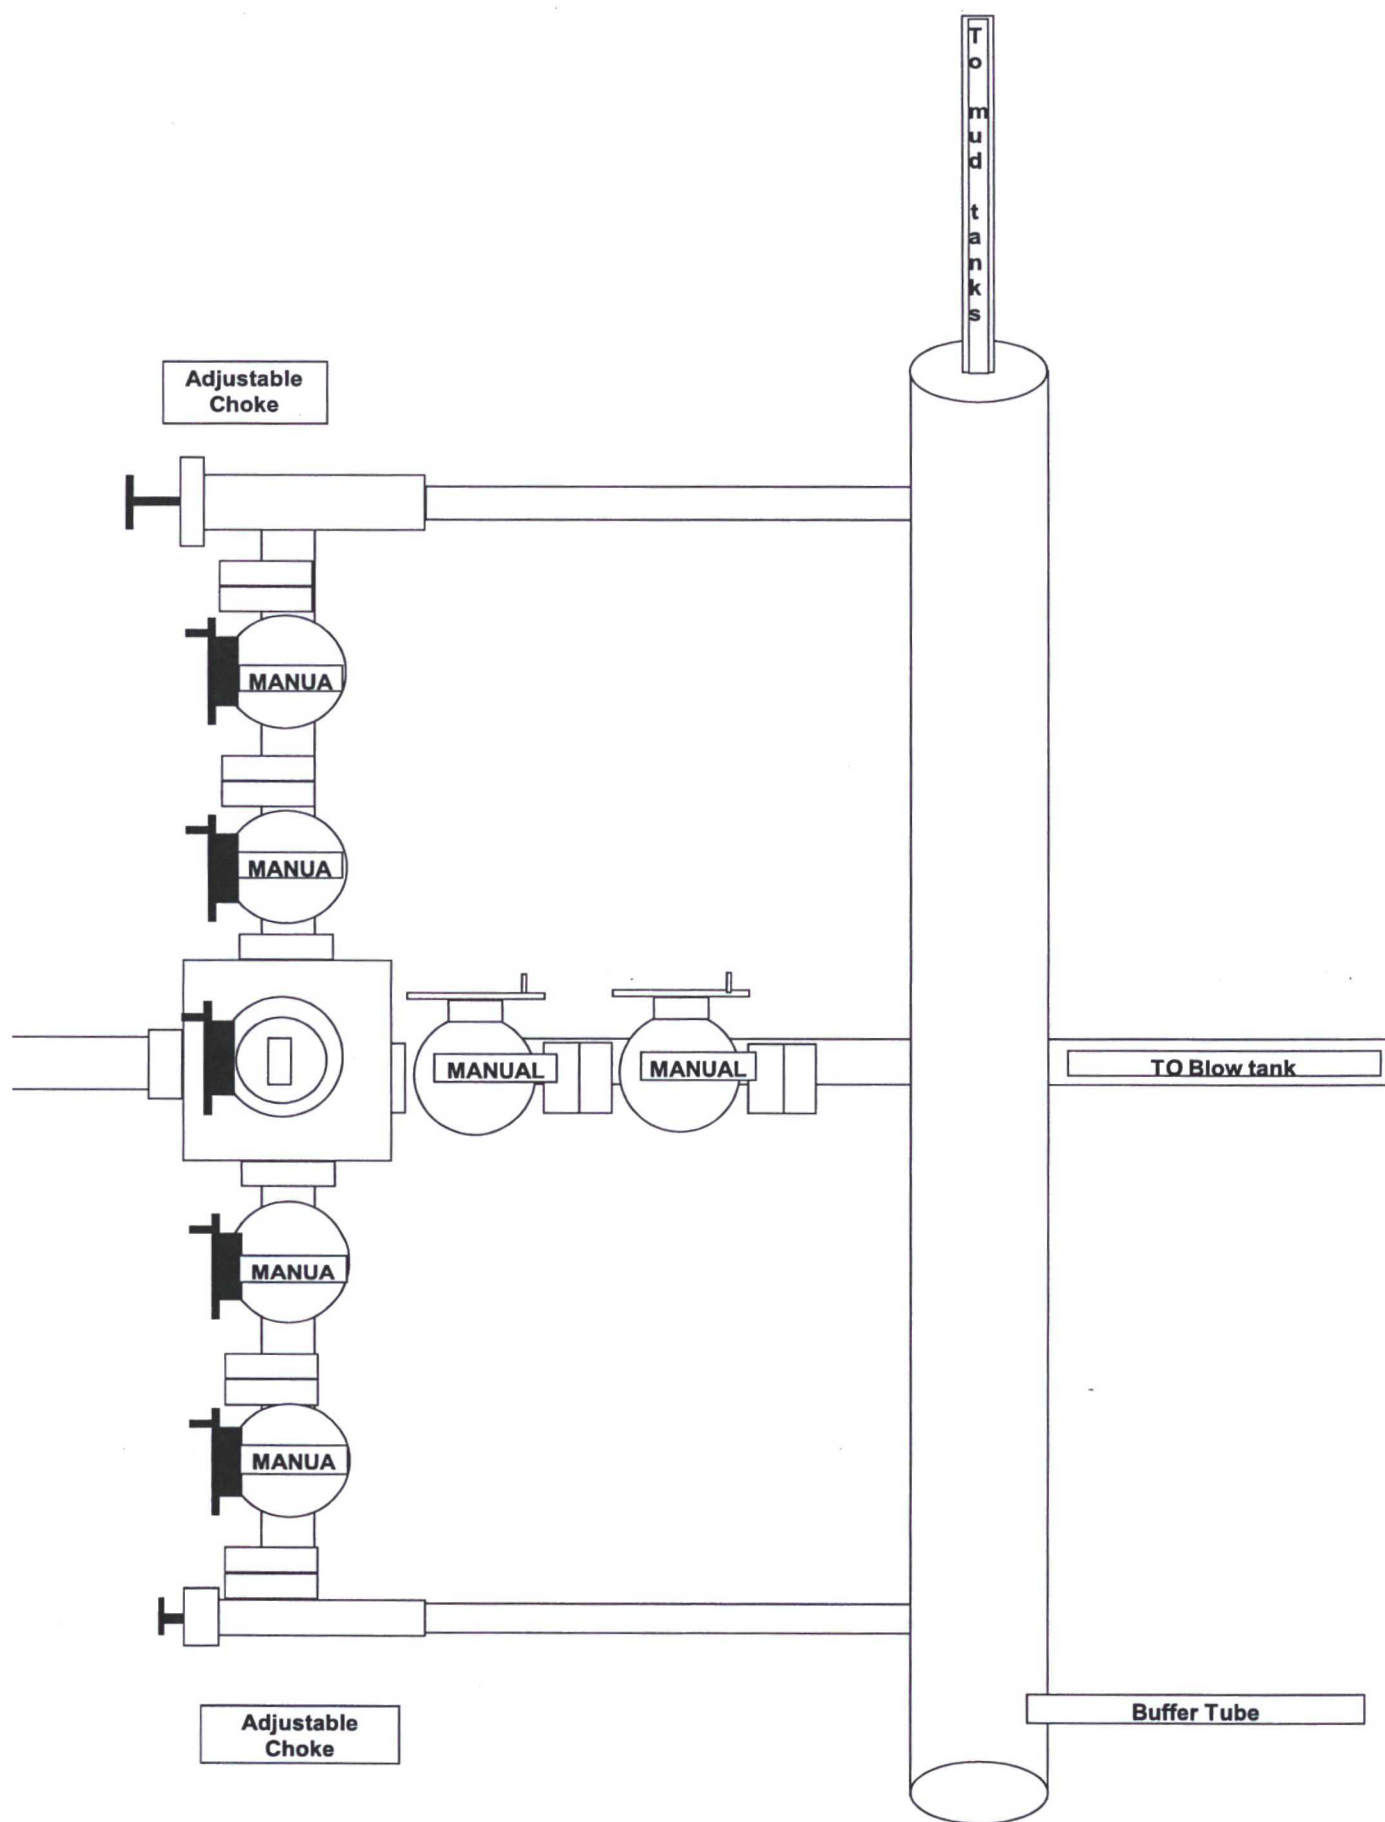 To mud tanks
Adjustable
Choke
MANUA
MANUA
MANUAL
MANUAL
TO Blow tank
MANUA
MANUA
Buffer Tube
Adjustable
Choke